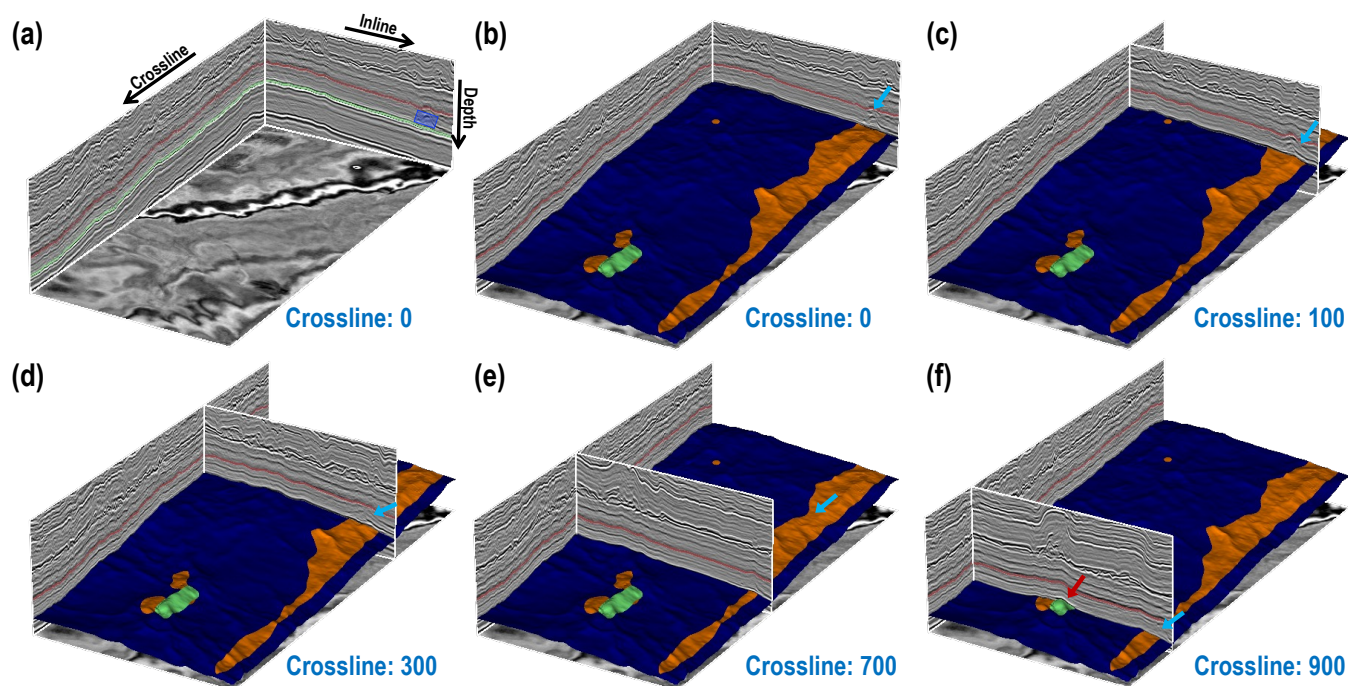 (a)
Crossline
Inline
Depth
Crossline: 0
(b)
Crossline: 0
(c)
Crossline: 100
(d)
Crossline: 300
(e)
Crossline: 700
(f)
Crossline: 900